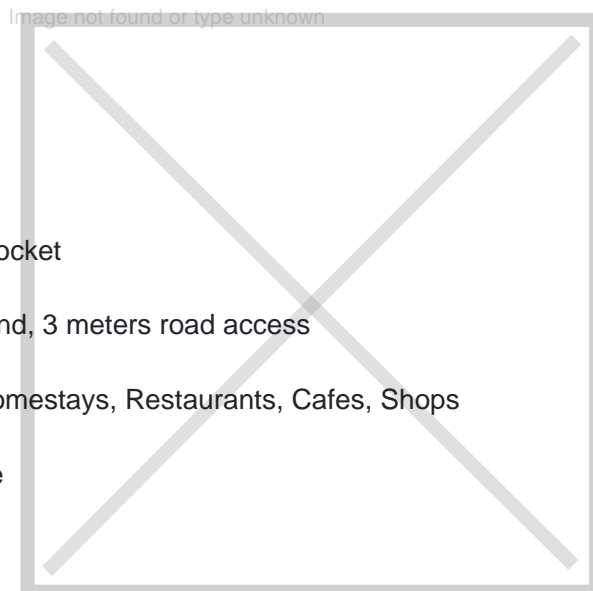 Image not found or type unknown
ocket
nd, 3 meters road access
omestays, Restaurants, Cafes, Shops
e